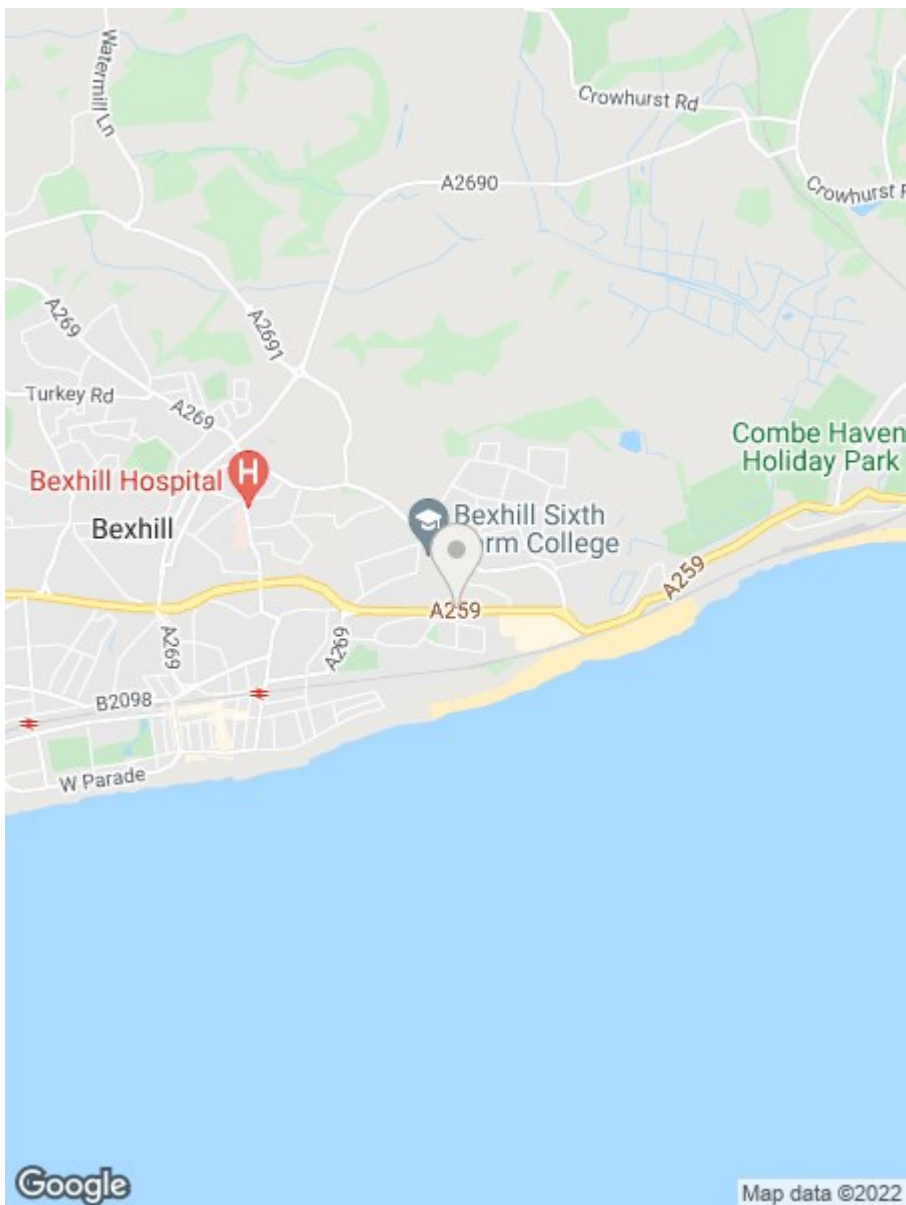 Watermill Ln
Crowhurst Rd
A2690
Crowhurst R
A269
A2691
Turkey Rd
A269
Combe Haven
Holiday Park
Bexhill Hospital
H
Bexhill
Bexhill Sixth
orm College
A259
A259
A269
A269
B2098
W Parade
Google
Map data ©2022